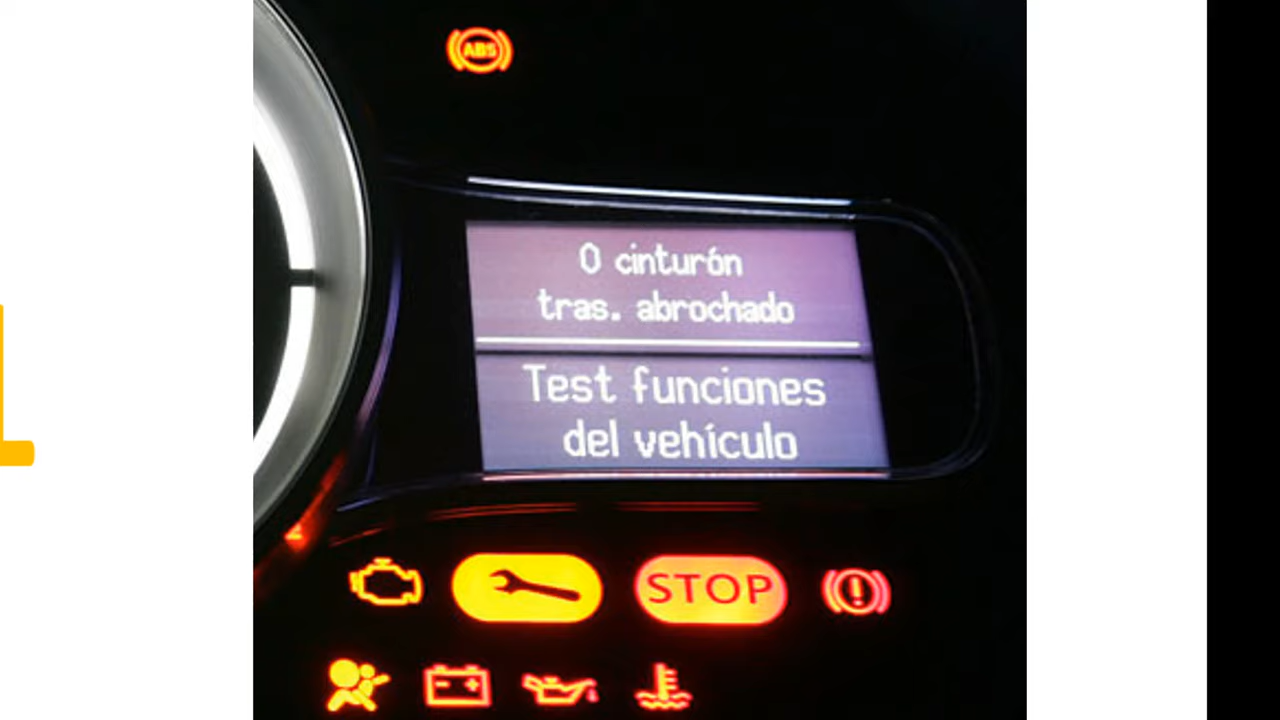 ABS
0 cinturón
tras. abrochado
Test funciones
del vehículo
STOP